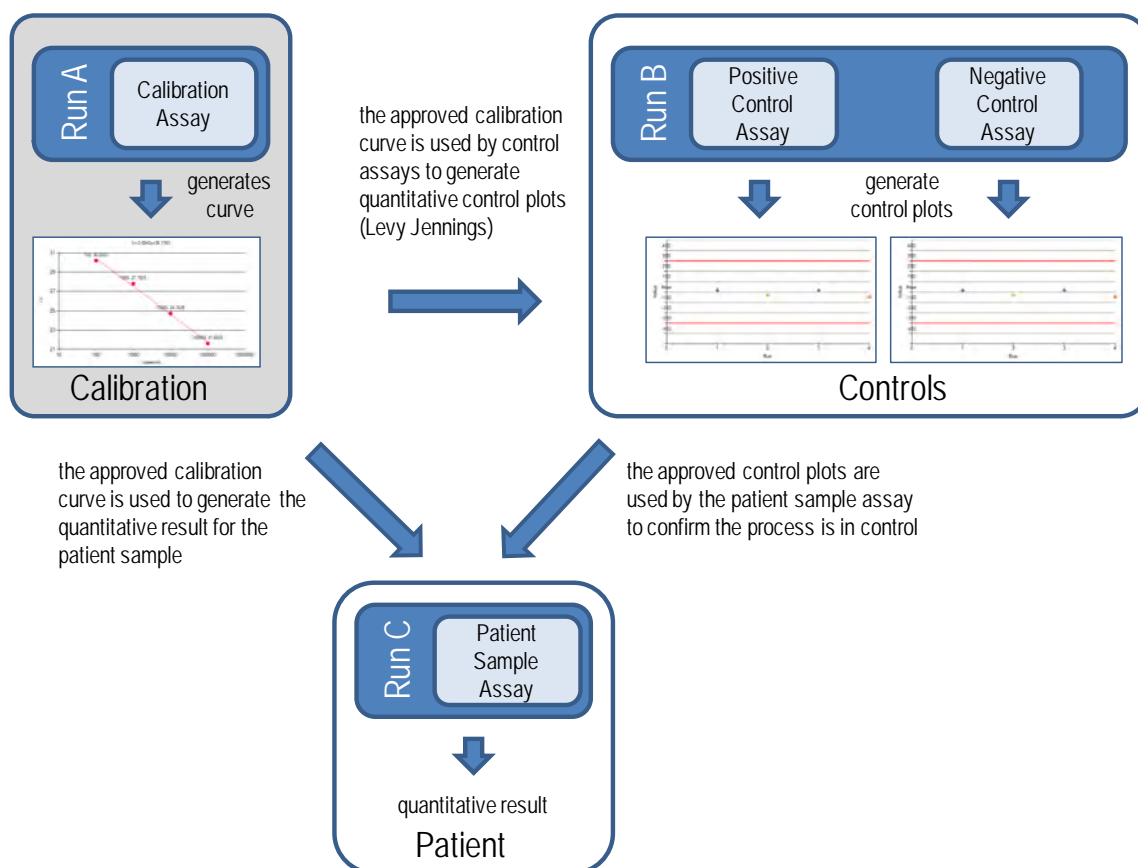 Run A
Calibration
Assay
generates
curve
Calibration
the approved calibration
curve is used by control
assays to generate
quantitative control plots
(Levy Jennings)
Run B
Positive
Control
Assay
Negative
Control
Assay
generate
control plots
Controls
the approved calibration
curve is used to generate the
quantitative result for the
patient sample
the approved control plots are
used by the patient sample assay
to confirm the process is in control
Run C
Patient
Sample
Assay
quantitative result
Patient